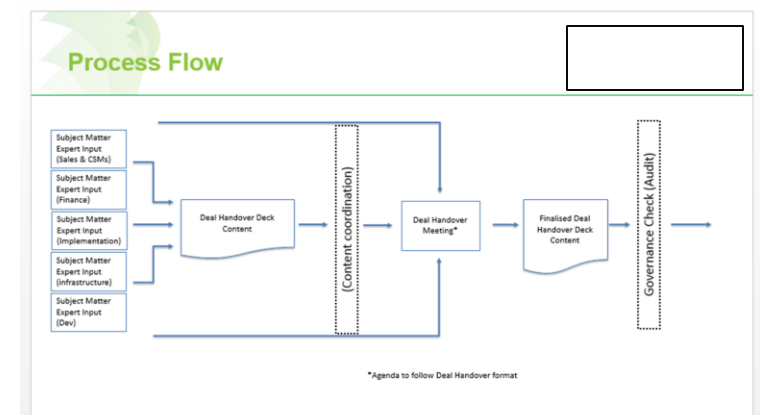 Process Flow
Subject Matter
Expert Input
(Sales & CSMs)
Subject Matter
Expert Input
(Finance)
Subject Matter
Expert Input
(Implementation)
Subject Matter
Expert Input
(infrastructure)
Subject Matter
Expert Input
(Dev)
Deal Handover Deck
Content
(Content coordination)
Deal Handover
Meeting*
Finalised Deal
Handover Deck
Content
Governance Check (Audit)
*Agenda to follow Deal Handover format